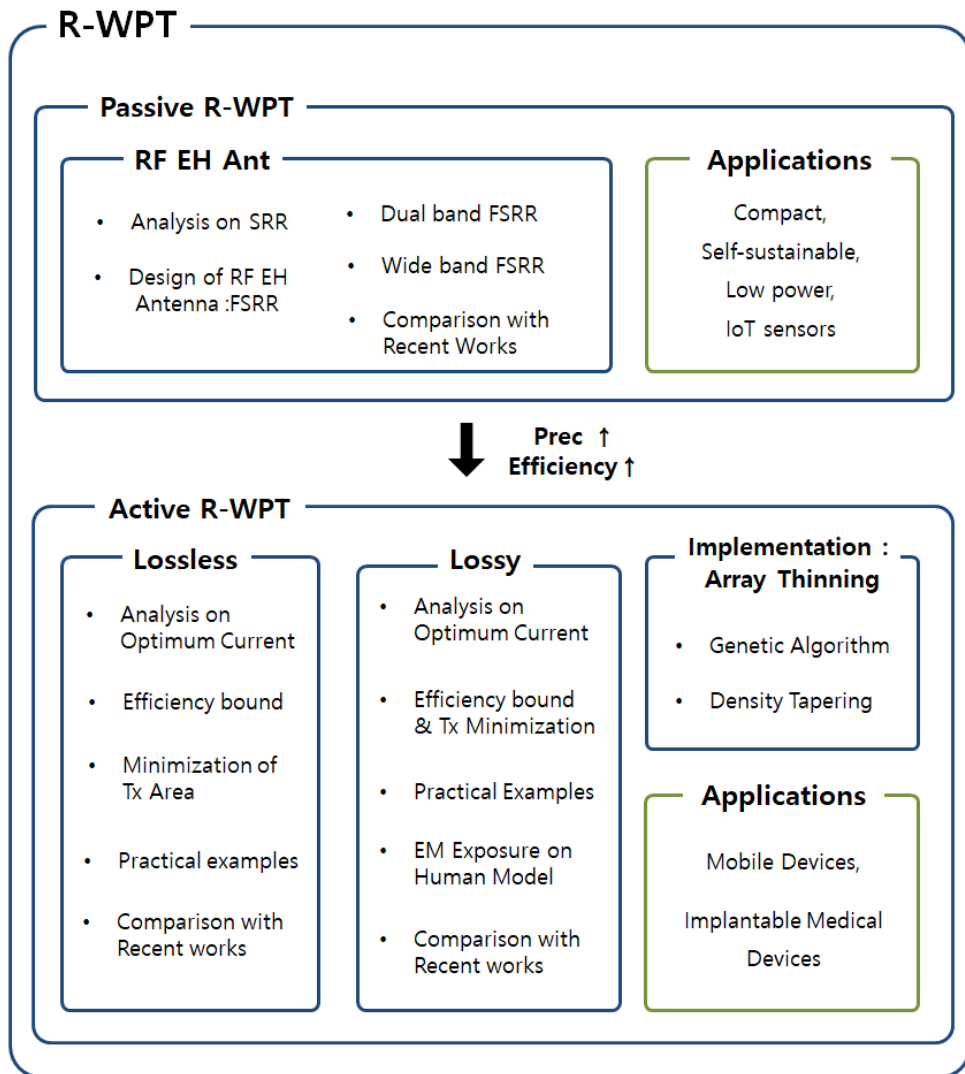 R-WPT
Passive R-WPT
RF EH Ant
• Analysis on SRR
• Design of RF EH
Antenna :FSRR
• Dual band FSRR
• Wide band FSRR
• Comparison with
Recent Works
Applications
Compact,
Self-sustainable,
Low power,
IoT sensors
Prec ↑
Efficiency ↑
Active R-WPT
Lossless
• Analysis on
Optimum Current
• Efficiency bound
• Minimization of
Tx Area
• Practical examples
• Comparison with
Recent works
Lossy
• Analysis on
Optimum Current
• Efficiency bound
& Tx Minimization
• Practical Examples
• EM Exposure on
Human Model
• Comparison with
Recent works
Implementation :
Array Thinning
• Genetic Algorithm
• Density Tapering
Applications
Mobile Devices,
Implantable Medical
Devices